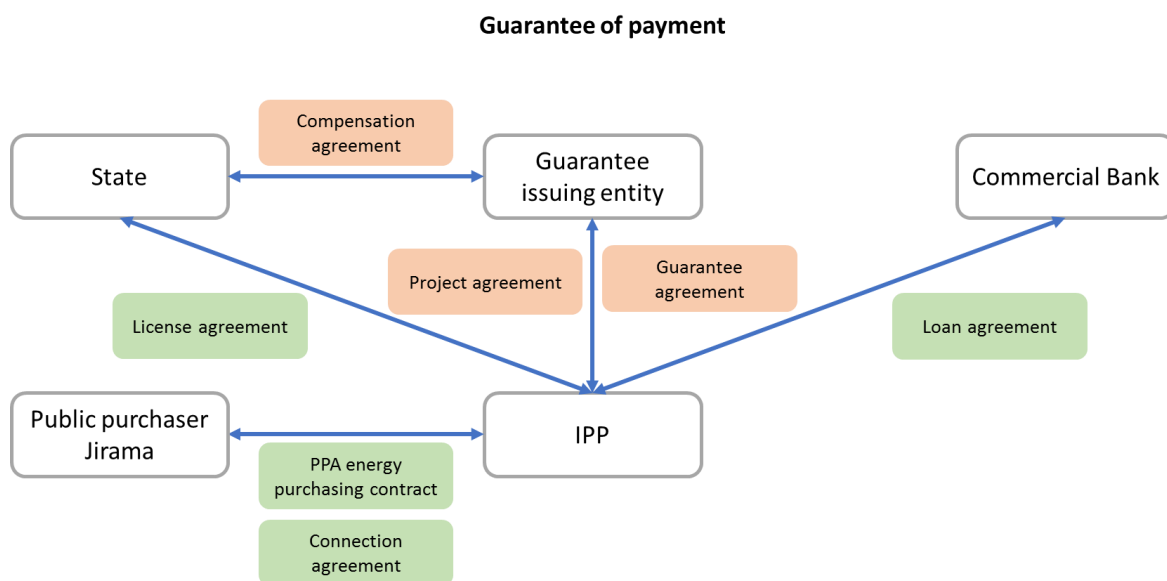 Guarantee of payment
Compensation
agreement
State
Guarantee
issuing entity
Commercial Bank
Project agreement
Guarantee
agreement
License agreement
Loan agreement
Public purchaser
Jirama
IPP
PPA energy
purchasing contract
Connection
agreement